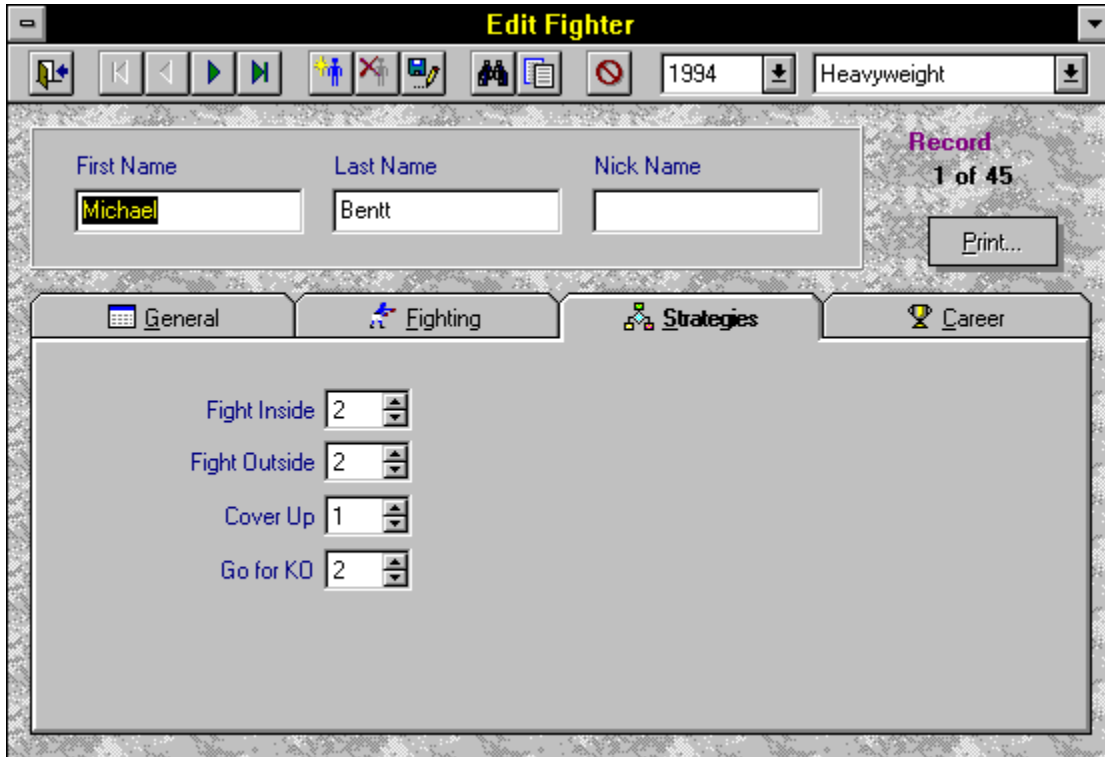 Edit Fighter
1994 Heavyweight
First Name Last Name Nick Name
Michael Bentt
Record
1 of 45
Print...
General Fighting Strategies Career
Fight Inside 2
Fight Outside 2
Cover Up 1
Go for KO 2